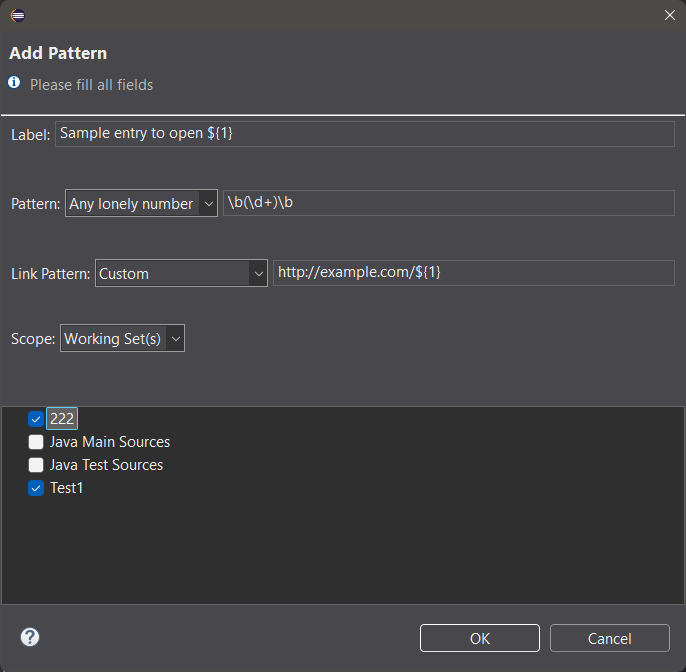 Add Pattern
Please fill all fields
Label: Sample entry to open ${1}
Pattern: Any lonely number \b(\d+)\b
Link Pattern: Custom http://example.com/${1}
Scope: Working Set(s)
222
Java Main Sources
Java Test Sources
Test1
OK Cancel